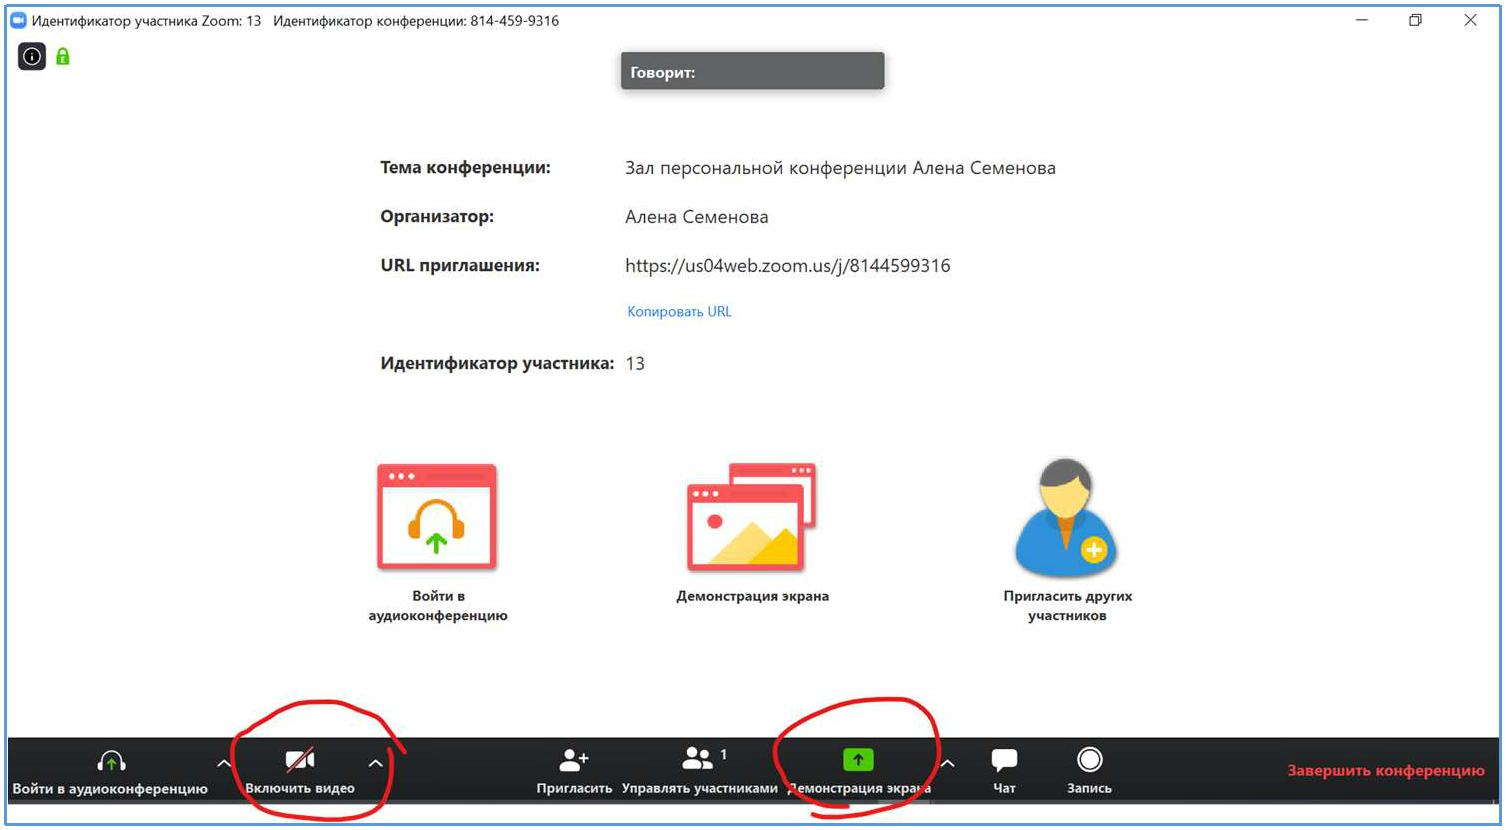 Идентификатор участника Zoom: 13 Идентификатор конференции: 814-459-9316
Говорит:
Тема конференции: Зал персональной конференции Алена Семенова
Организатор: Алена Семенова
URL приглашения: https://us04web.zoom.us/j/8144599316
Копировать URL
Идентификатор участника: 13
Войти в
аудиоконференцию
Демонстрация экрана
Пригласить других
участников
Войти в аудиоконференцию
Включить видео
Пригласить
1
Управлять участниками
Демонстрация экрана
Чат
Запись
Завершить конференцию